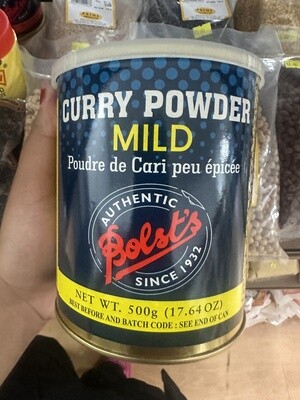 CURRY POWDER
MILD
Poudre de Cari peu épicée
AUTHENTIC
Bolst's
SINCE 1932
NET WT. 500g (17.64 OZ)
BEST BEFORE AND BATCH CODE : SEE END OF CAN